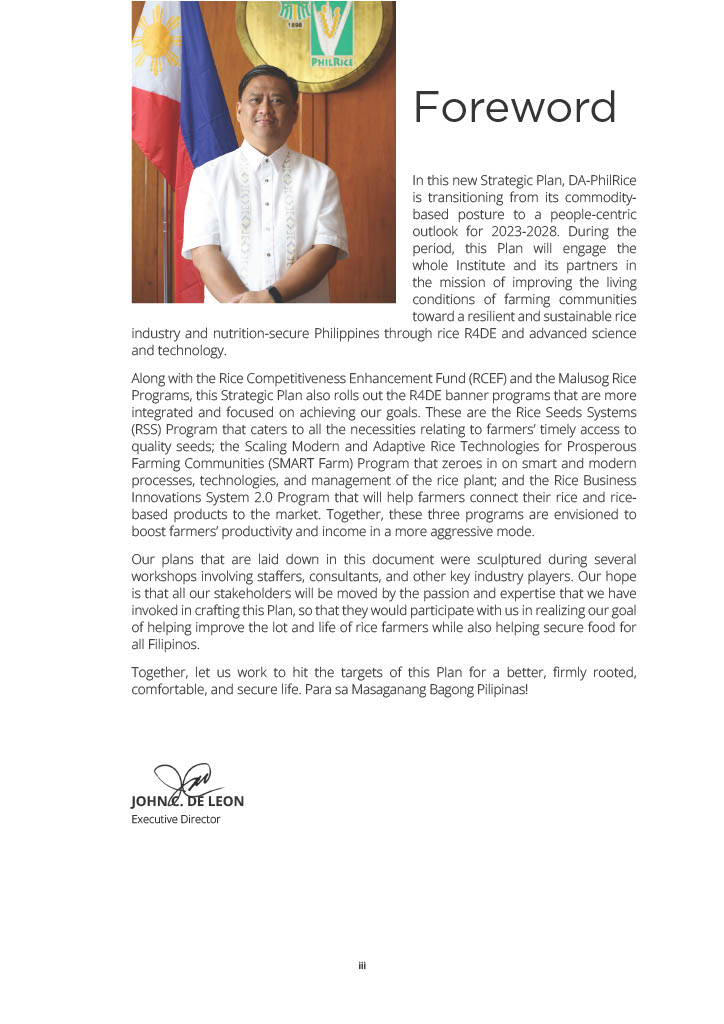 1898
PHILRICE
Foreword
In this new Strategic Plan, DA-PhilRice
is transitioning from its commodity-
based posture to a people-centric
outlook for 2023-2028. During the
period, this Plan will engage the
whole Institute and its partners in
the mission of improving the living
conditions of farming communities
toward a resilient and sustainable rice
industry and nutrition-secure Philippines through rice R4DE and advanced science
and technology.
Along with the Rice Competitiveness Enhancement Fund (RCEF) and the Malusog Rice
Programs, this Strategic Plan also rolls out the R4DE banner programs that are more
integrated and focused on achieving our goals. These are the Rice Seeds Systems
(RSS) Program that caters to all the necessities relating to farmers’ timely access to
quality seeds; the Scaling Modern and Adaptive Rice Technologies for Prosperous
Farming Communities (SMART Farm) Program that zeroes in on smart and modern
processes, technologies, and management of the rice plant; and the Rice Business
Innovations System 2.0 Program that will help farmers connect their rice and rice-
based products to the market. Together, these three programs are envisioned to
boost farmers’ productivity and income in a more aggressive mode.
Our plans that are laid down in this document were sculptured during several
workshops involving staffers, consultants, and other key industry players. Our hope
is that all our stakeholders will be moved by the passion and expertise that we have
invoked in crafting this Plan, so that they would participate with us in realizing our goal
of helping improve the lot and life of rice farmers while also helping secure food for
all Filipinos.
Together, let us work to hit the targets of this Plan for a better, firmly rooted,
comfortable, and secure life. Para sa Masaganang Bagong Pilipinas!
JOHN C. DE LEON
Executive Director
iii